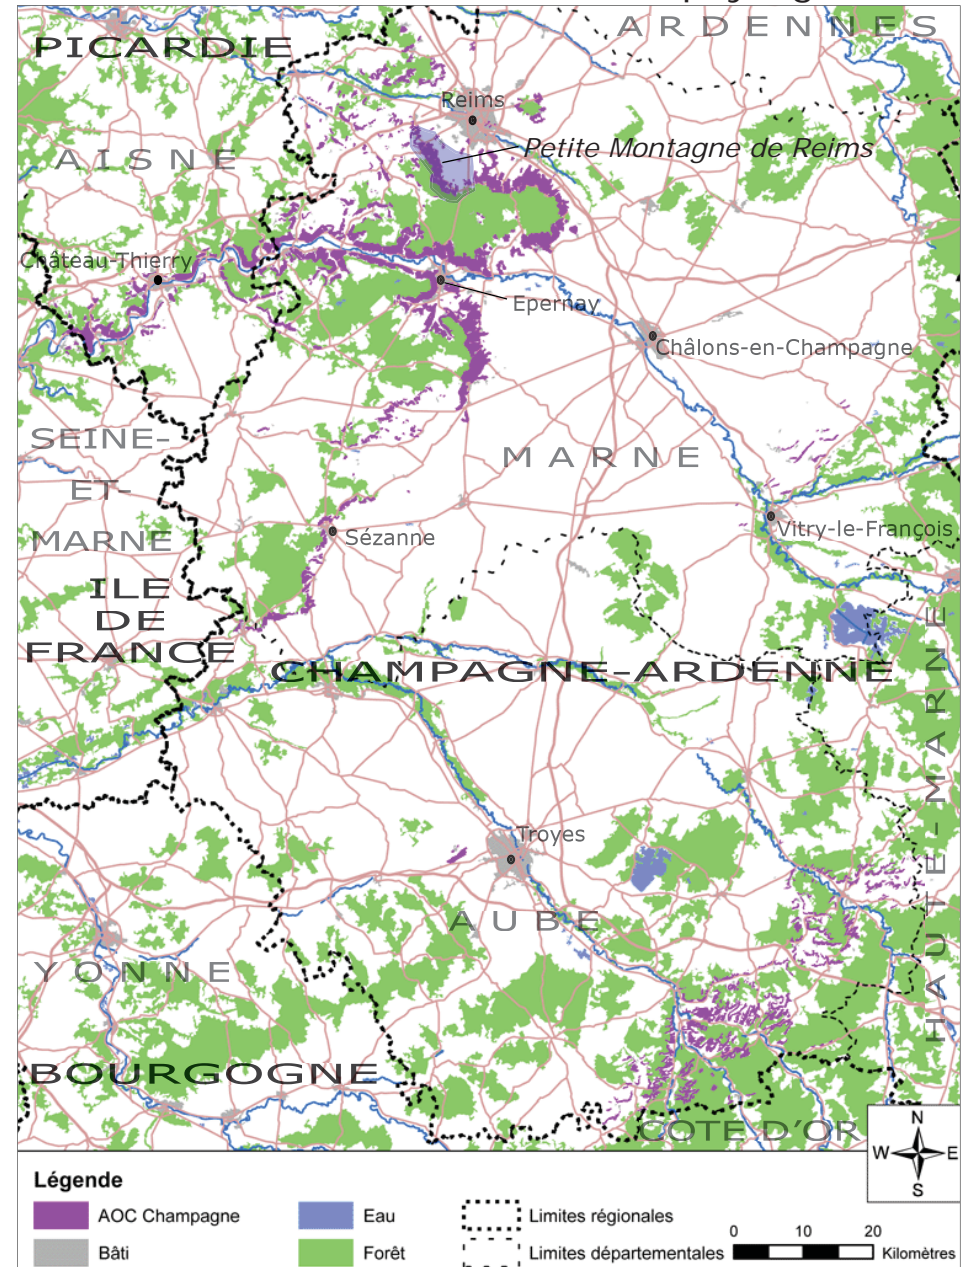 ARDENNES
PICARDIE
Reims
Petite Montagne de Reims
AISNE
Château-Thierry
Epernay
Châlons-en-Champagne
SEINE-
ET-
MARNE
MARNE
Vitry-le-François
Sézanne
ILE
DE
FRANCE
CHAMPAGNE-ARDENNE
HAUTE-MARNE
Troyes
AUBE
YONNE
BOURGOGNE
COTE D'OR
N
W
E
S
Légende
AOC Champagne
Eau
Limites régionales
0 10 20
Bâti
Forêt
Limites départementales
Kilomètres